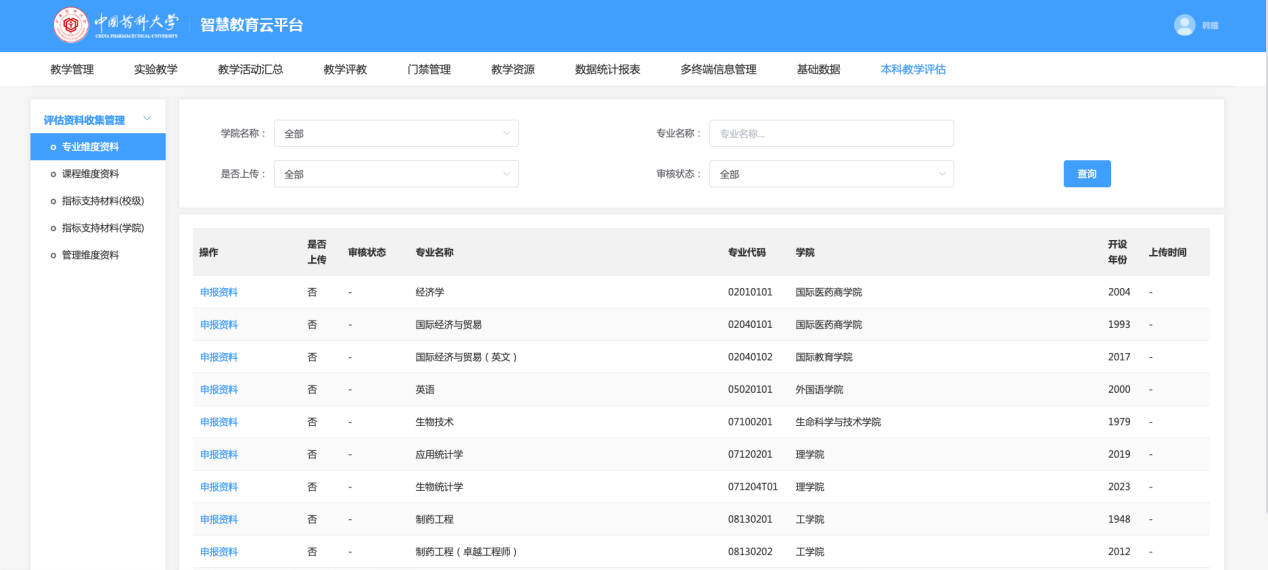 中国药科大学
CHINA PHARMACEUTICAL UNIVERSITY
智慧教育云平台
韩耀
教学管理 实验教学 教学活动汇总 教学评教 门禁管理 教学资源 数据统计报表 多终端信息管理 基础数据 本科教学评估
评估资料收集管理
专业维度资料
课程维度资料
指标支持材料(校级)
指标支持材料(学院)
管理维度资料
学院名称： 全部 专业名称： 专业名称...
是否上传： 全部 审核状态： 全部 查询
操作 是否上传 审核状态 专业名称 专业代码 学院 开设年份 上传时间
申报资料 否 - 经济学 02010101 国际医药商学院 2004 -
申报资料 否 - 国际经济与贸易 02040101 国际医药商学院 1993 -
申报资料 否 - 国际经济与贸易（英文） 02040102 国际教育学院 2017 -
申报资料 否 - 英语 05020101 外国语学院 2000 -
申报资料 否 - 生物技术 07100201 生命科学与技术学院 1979 -
申报资料 否 - 应用统计学 07120201 理学院 2019 -
申报资料 否 - 生物统计学 071204T01 理学院 2023 -
申报资料 否 - 制药工程 08130201 工学院 1948 -
申报资料 否 - 制药工程（卓越工程师） 08130202 工学院 2012 -